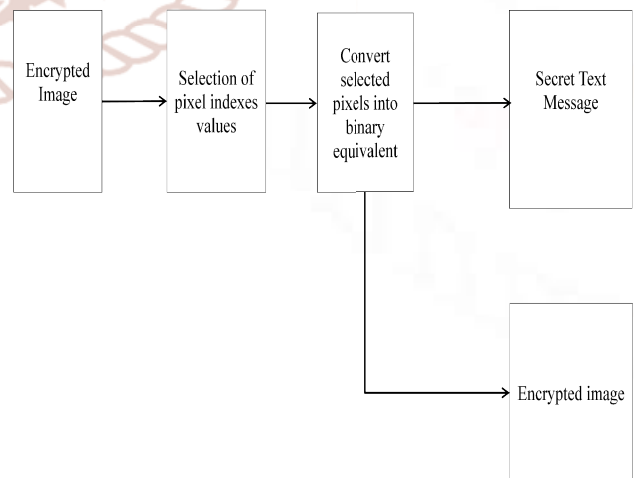 Encrypted
Image
Selection of
pixel indexes
values
Convert
selected
pixels into
binary
equivalent
Secret Text
Message
Encrypted image